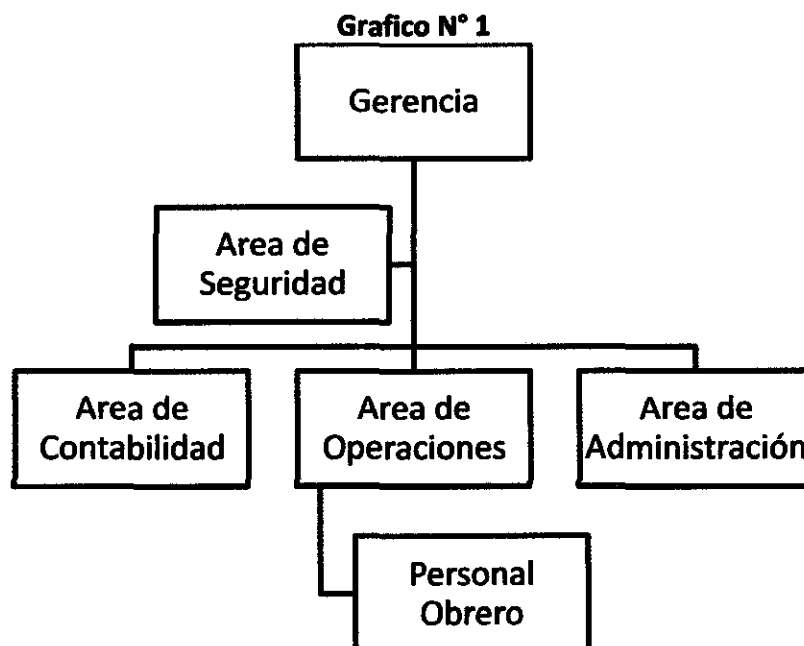 Grafico N° 1
Gerencia
Area de
Seguridad
Area de
Contabilidad
Area de
Operaciones
Area de
Administración
Personal
Obrero